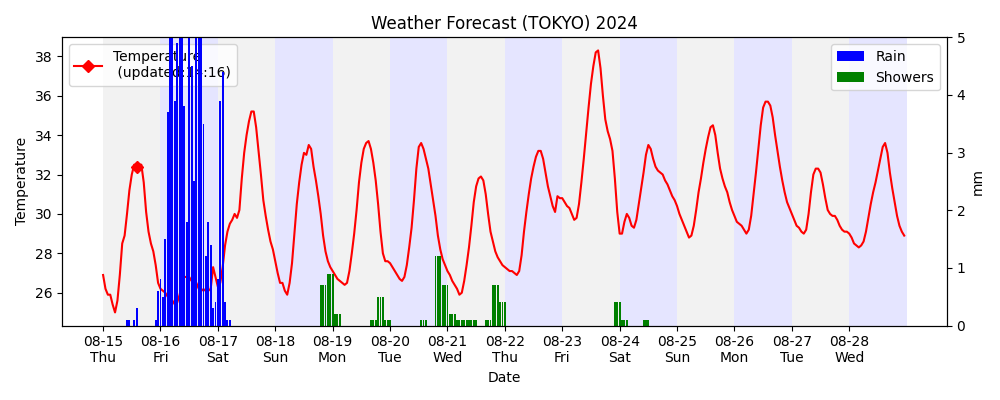 Weather Forecast (TOKYO) 2024
Temperature
(updated
:16)
Rain
Showers
38
36
34
32
30
28
26
Temperature
5
4
3
2
1
0
mm
08-15 08-16 08-17 08-18 08-19 08-20 08-21 08-22 08-23 08-24 08-25 08-26 08-27 08-28
Thu Fri Sat Sun Mon Tue Wed Thu Fri Sat Sun Mon Tue Wed
Date